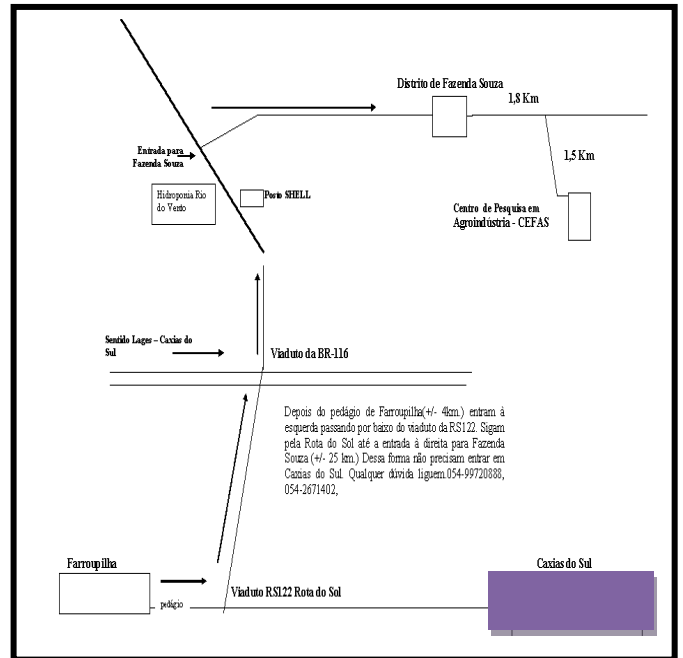 Distrito de Fazenda Souza
1,8 Km
Entrada para
Fazenda Souza
1,5 Km
Hidroponia Rio
do Vento
Posto SHELL
Centro de Pesquisa em
Agroindústria - CEFAS
Sentido Lages – Caxias do
Sul
Viaduto da BR-116
Depois do pedágio de Farroupilha(+/- 4km.) entram à
esquerda passando por baixo do viaduto da RS122. Sigam
pela Rota do Sol até a entrada à direita para Fazenda
Souza (+/- 25 km.) Dessa forma não precisam entrar em
Caxias do Sul. Qualquer dúvida liguem.054-99720888,
054-2671402,
Farroupilha
Caxias do Sul
pedágio
Viaduto RS122 Rota do Sol